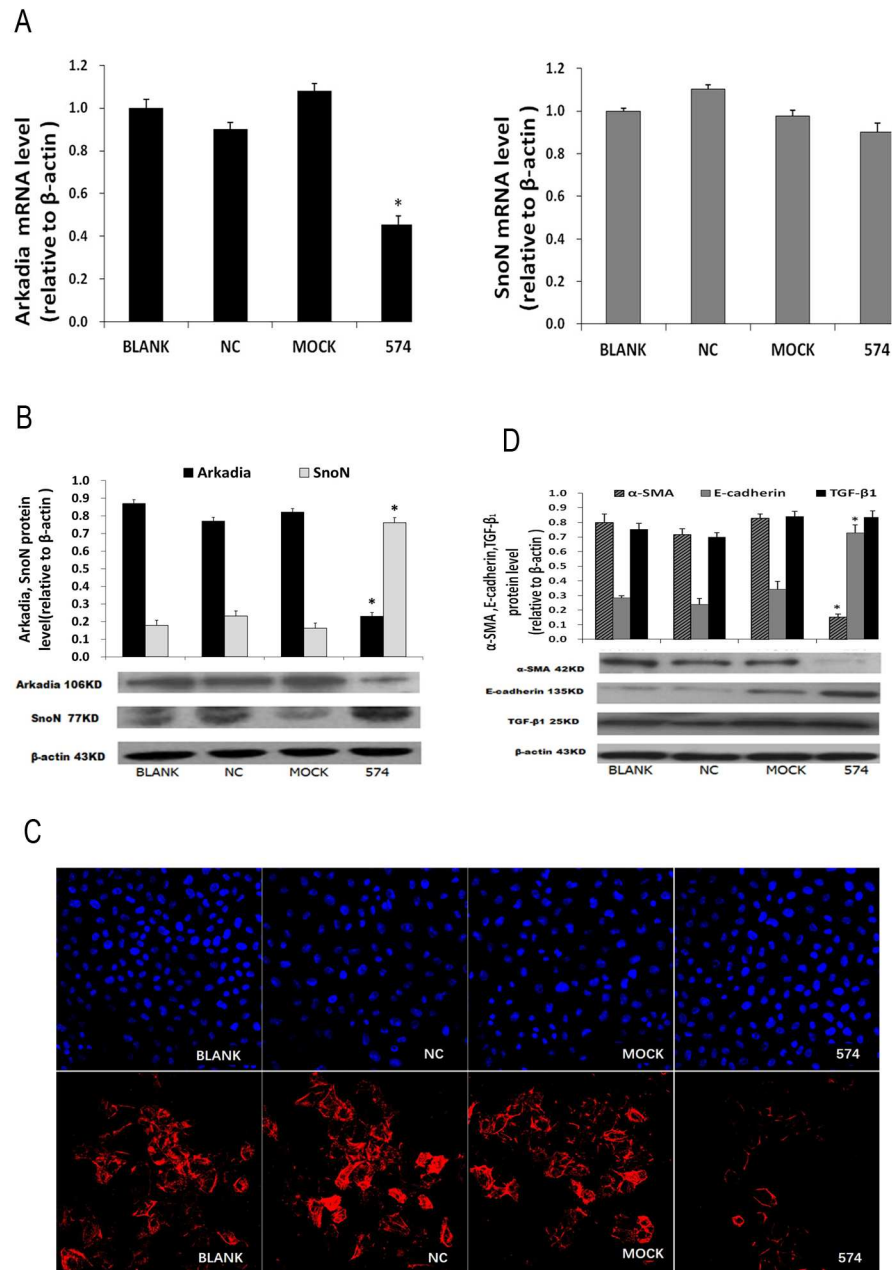 A
Arkadia mRNA level
(relative to β-actin )
1.2
1.0
0.8
0.6
0.4
0.2
0.0
*
BLANK NC MOCK 574
SnoN mRNA level
(relative to β-actin )
1.2
1.0
0.8
0.6
0.4
0.2
0.0
BLANK NC MOCK 574
B
Arkadia SnoN
Arkadia, SnoN protein
level(relative to β-actin )
1
0.9
0.8
0.7
0.6
0.5
0.4
0.3
0.2
0.1
0
* *
Arkadia 106KD
SnoN 77KD
β-actin 43KD
BLANK NC MOCK 574
D
α-SMA E-cadherin TGF-β1
α-SMA ,E-cadherin,TGF-β1
protein level
(relative to β-actin )
0.9
0.8
0.7
0.6
0.5
0.4
0.3
0.2
0.1
0
* *
α-SMA 42KD
E-cadherin 135KD
TGF-β1 25KD
β-actin 43KD
BLANK NC MOCK 574
C
BLANK NC MOCK 574
BLANK NC MOCK 574